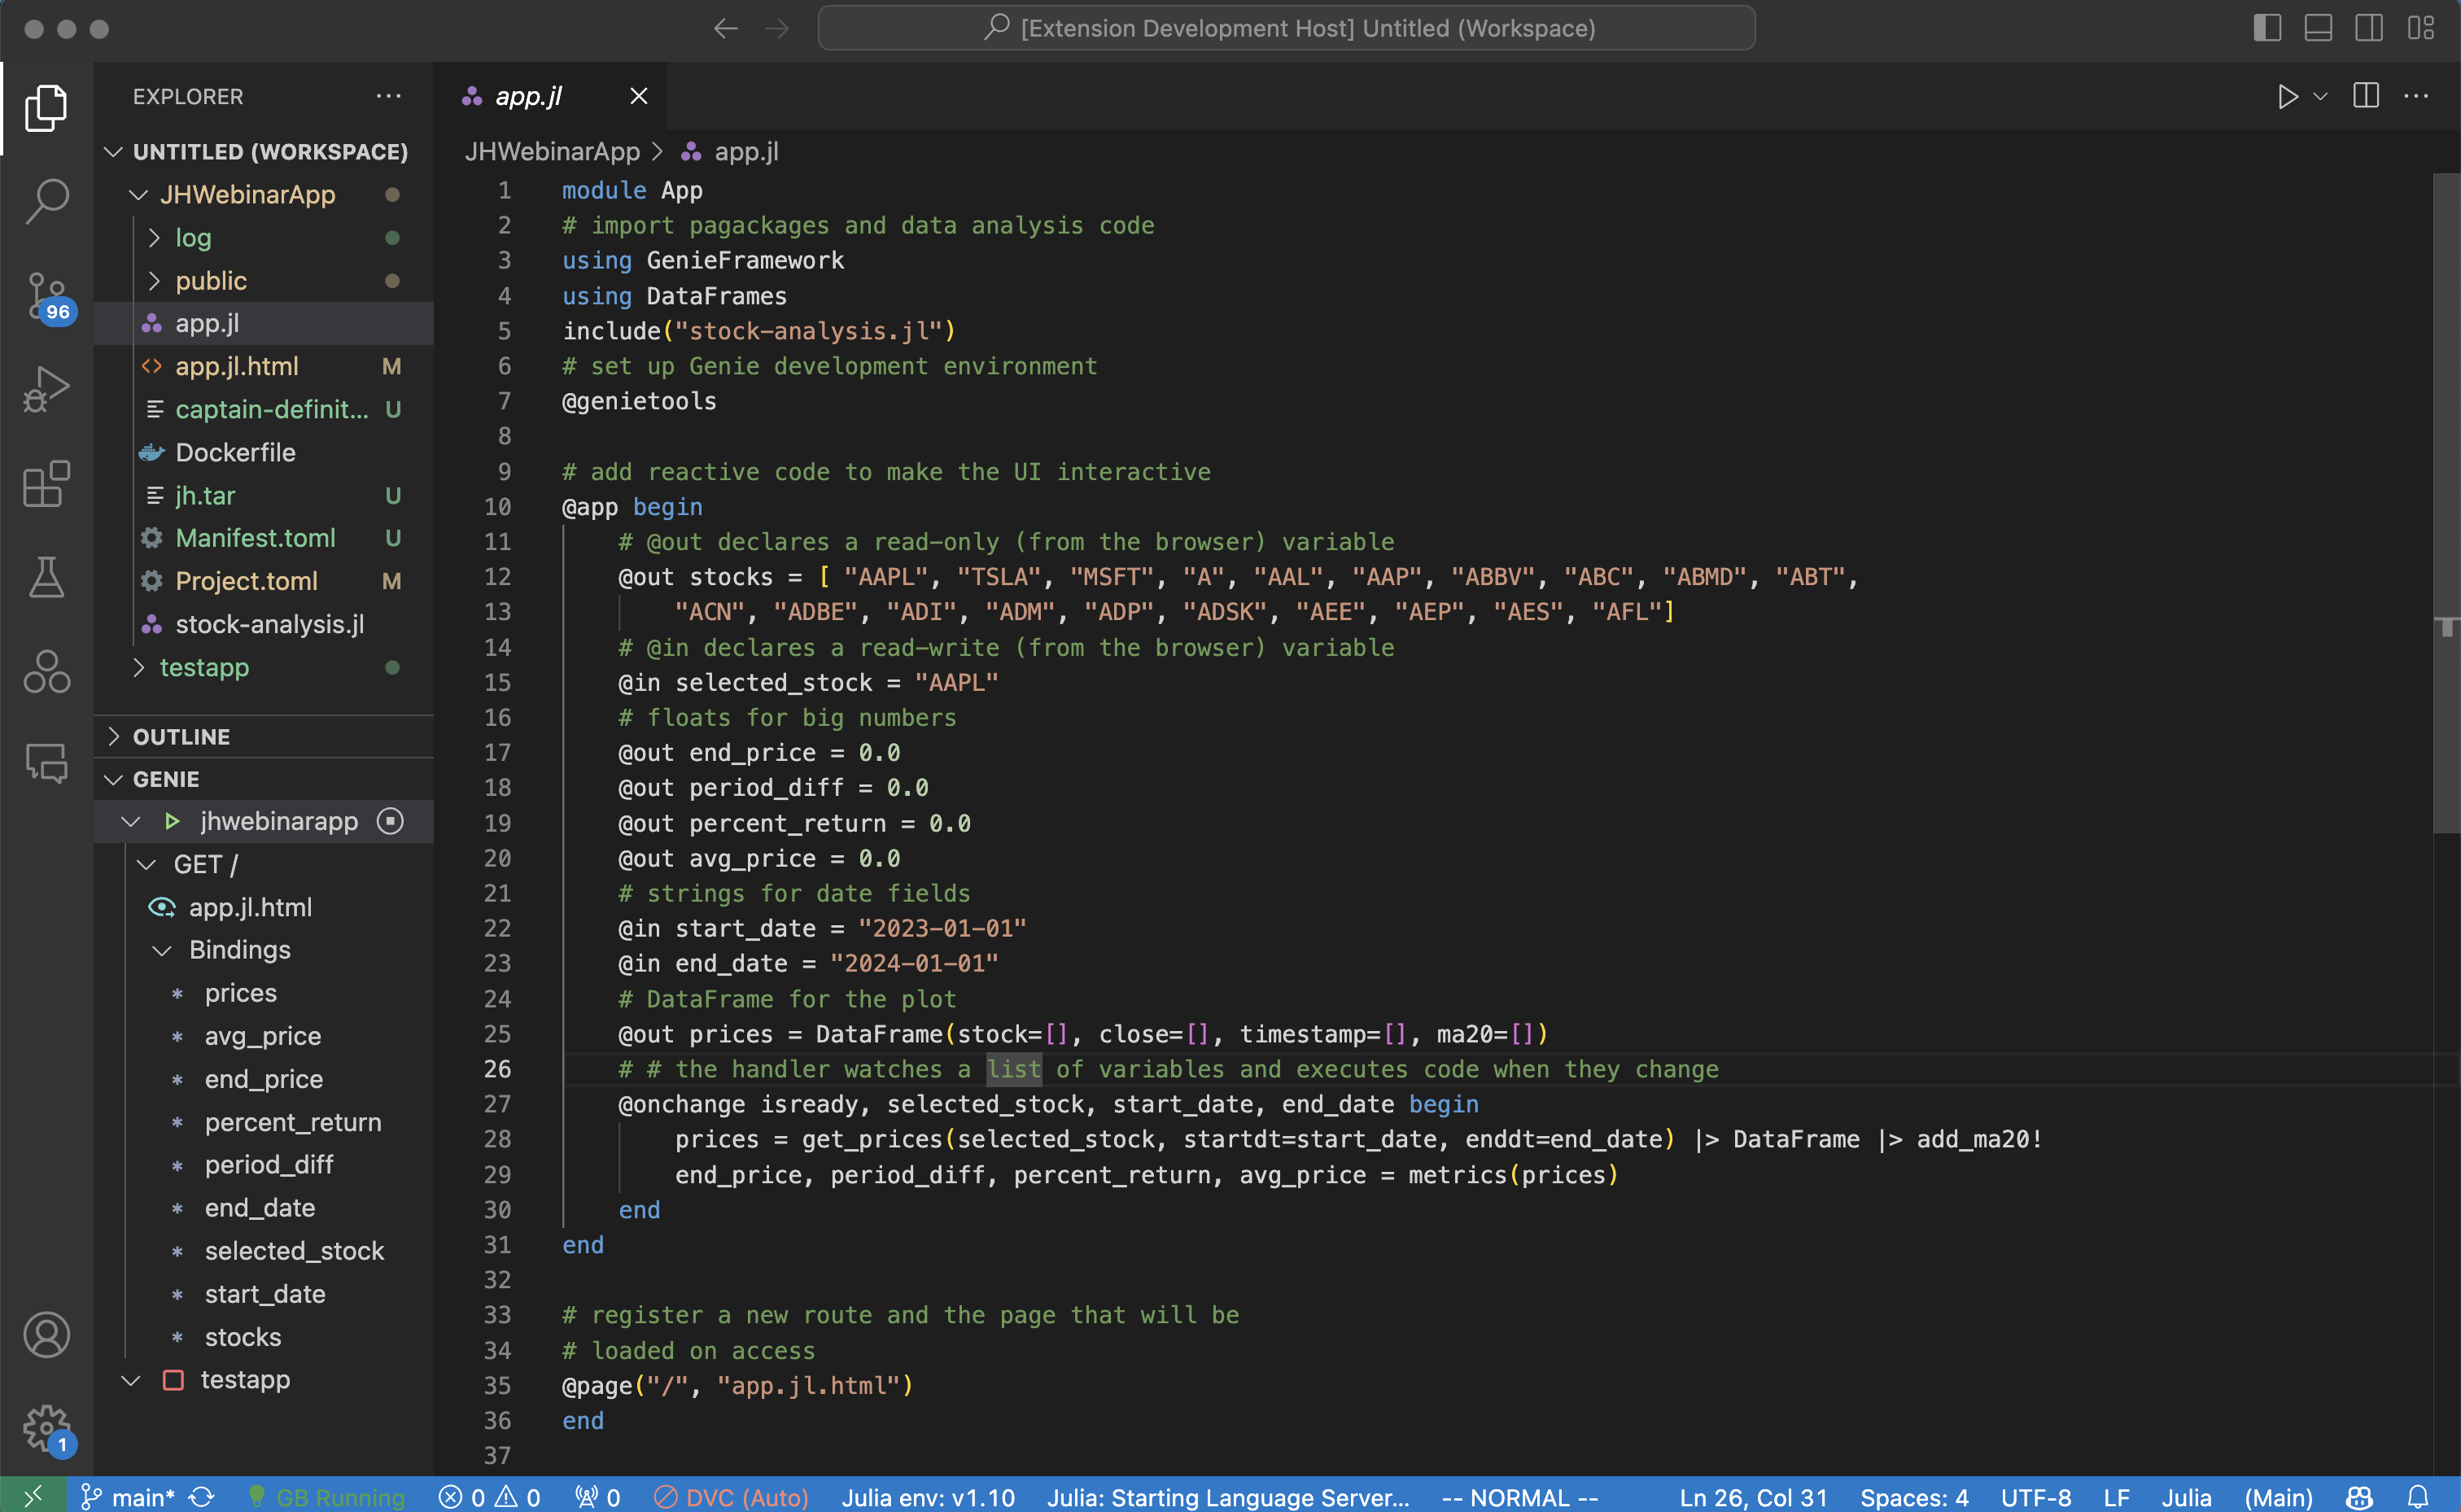 [Extension Development Host] Untitled (Workspace)
EXPLORER
UNTITLED (WORKSPACE)
JHWebinarApp
log
public
app.jl
app.jl.html M
captain-definit... U
Dockerfile
jh.tar U
Manifest.toml U
Project.toml M
stock-analysis.jl
testapp
OUTLINE
GENIE
jhwebinarapp
GET /
app.jl.html
Bindings
* prices
* avg_price
* end_price
* percent_return
* period_diff
* end_date
* selected_stock
* start_date
* stocks
testapp
96
1
app.jl
JHWebinarApp > app.jl
1 module App
2 # import pagackages and data analysis code
3 using GenieFramework
4 using DataFrames
5 include("stock-analysis.jl")
6 # set up Genie development environment
7 @genietools
8
9 # add reactive code to make the UI interactive
10 @app begin
11 # @out declares a read-only (from the browser) variable
12 @out stocks = [ "AAPL", "TSLA", "MSFT", "A", "AAL", "AAP", "ABBV", "ABC", "ABMD", "ABT",
13 "ACN", "ADBE", "ADI", "ADM", "ADP", "ADSK", "AEE", "AEP", "AES", "AFL"]
14 # @in declares a read-write (from the browser) variable
15 @in selected_stock = "AAPL"
16 # floats for big numbers
17 @out end_price = 0.0
18 @out period_diff = 0.0
19 @out percent_return = 0.0
20 @out avg_price = 0.0
21 # strings for date fields
22 @in start_date = "2023-01-01"
23 @in end_date = "2024-01-01"
24 # DataFrame for the plot
25 @out prices = DataFrame(stock=[], close=[], timestamp=[], ma20=[])
26 # # the handler watches a list of variables and executes code when they change
27 @onchange isready, selected_stock, start_date, end_date begin
28 prices = get_prices(selected_stock, startdt=start_date, enddt=end_date) |> DataFrame |> add_ma20!
29 end_price, period_diff, percent_return, avg_price = metrics(prices)
30 end
31 end
32
33 # register a new route and the page that will be
34 # loaded on access
35 @page("/", "app.jl.html")
36 end
37
main* GB Running 0 0 0 DVC (Auto) Julia env: v1.10 Julia: Starting Language Server... -- NORMAL -- Ln 26, Col 31 Spaces: 4 UTF-8 LF Julia (Main)